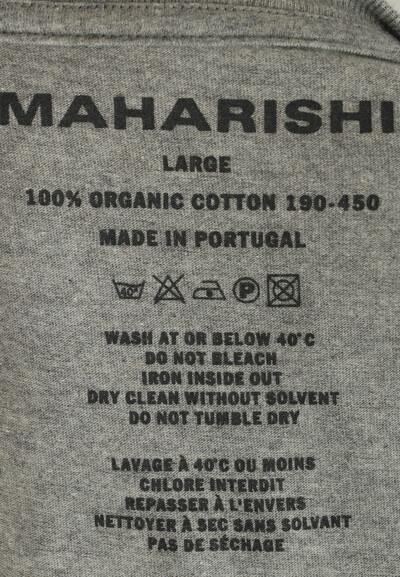 MAHARISHI
LARGE
100% ORGANIC COTTON 190-450
MADE IN PORTUGAL
40° P
WASH AT OR BELOW 40°C
DO NOT BLEACH
IRON INSIDE OUT
DRY CLEAN WITHOUT SOLVENT
DO NOT TUMBLE DRY
LAVAGE À 40°C OU MOINS
CHLORE INTERDIT
REPASSER À L'ENVERS
NETTOYER À SEC SANS SOLVANT
PAS DE SÉCHAGE